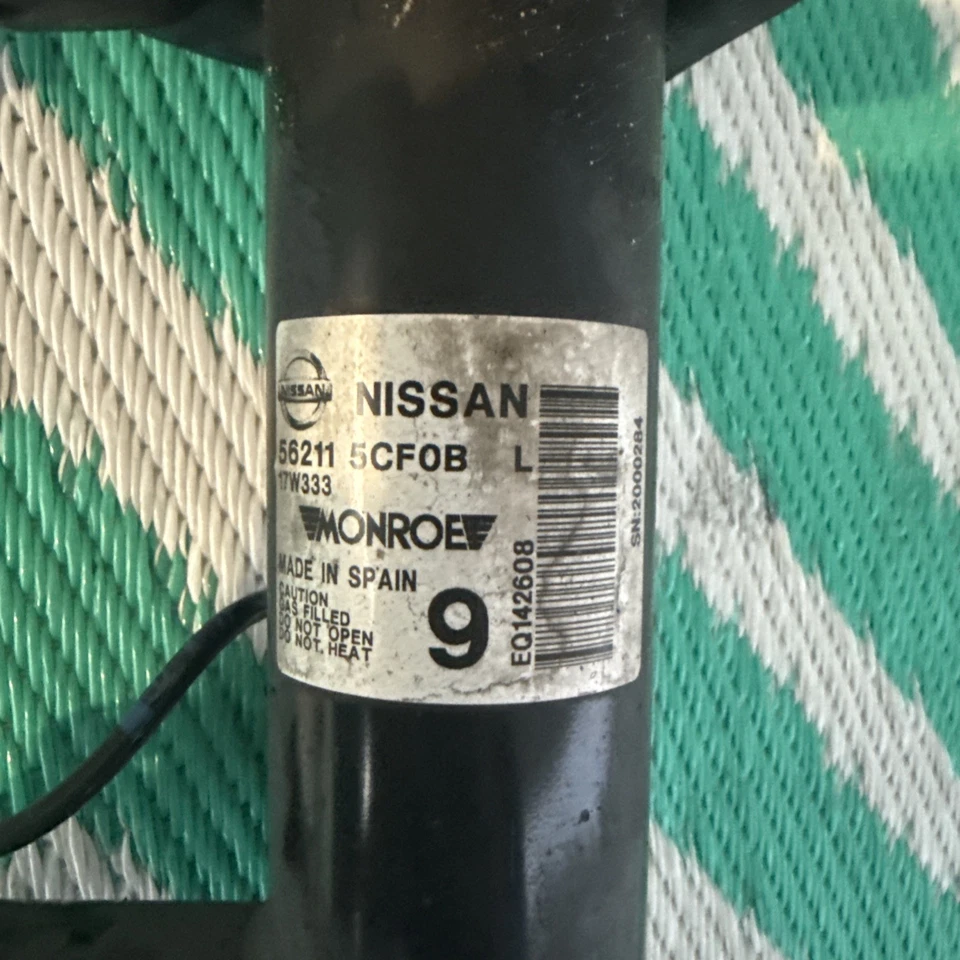 NISSAN
NISSAN
56211 5CF0B L
17W333
MONROE
MADE IN SPAIN
CAUTION
GAS FILLED
DO NOT OPEN
DO NOT HEAT
9
EQ142608
SN:2000284